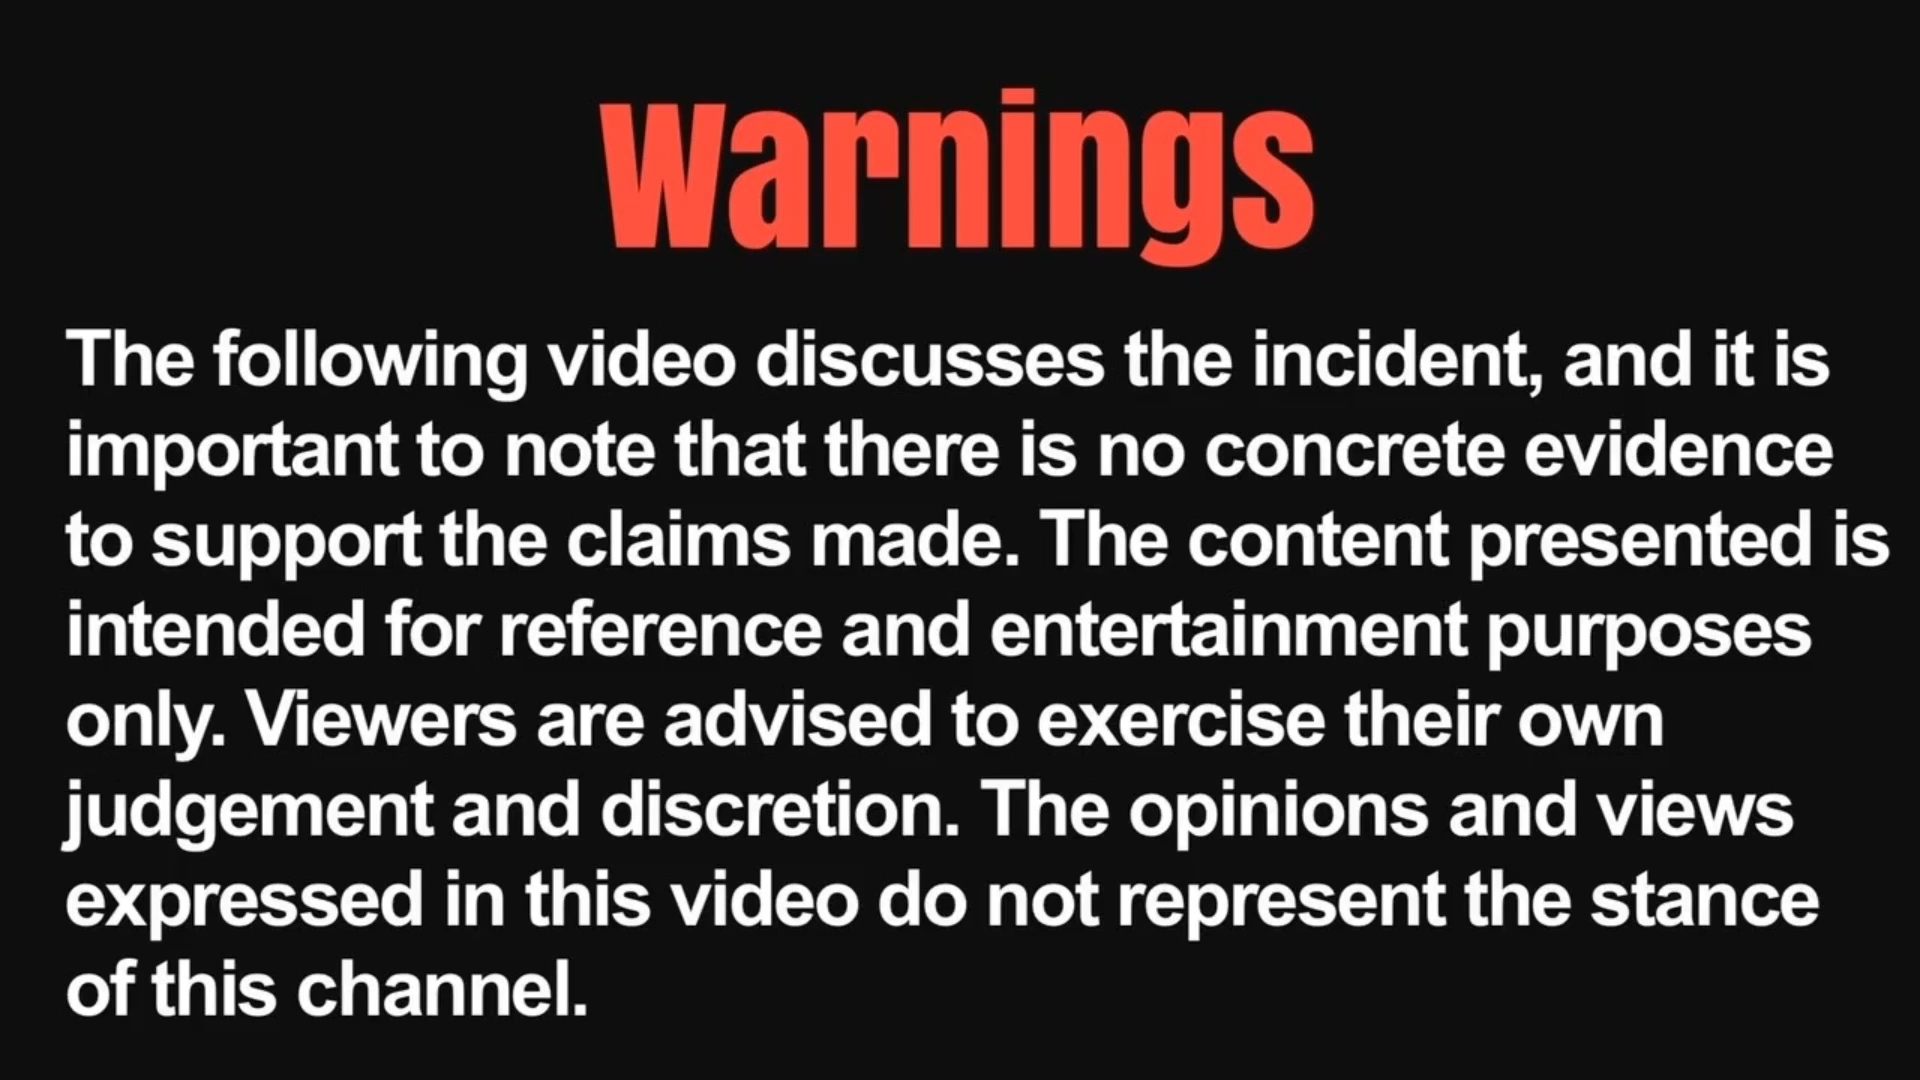 Warnings
The following video discusses the incident, and it is
important to note that there is no concrete evidence
to support the claims made. The content presented is
intended for reference and entertainment purposes
only. Viewers are advised to exercise their own
judgement and discretion. The opinions and views
expressed in this video do not represent the stance
of this channel.